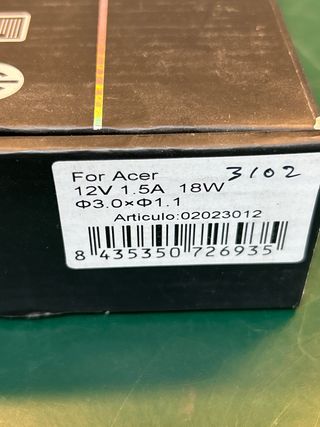 For Acer 3102
12V 1.5A 18W
Φ3.0×Φ1.1
Articulo:02023012
8 435350 726935